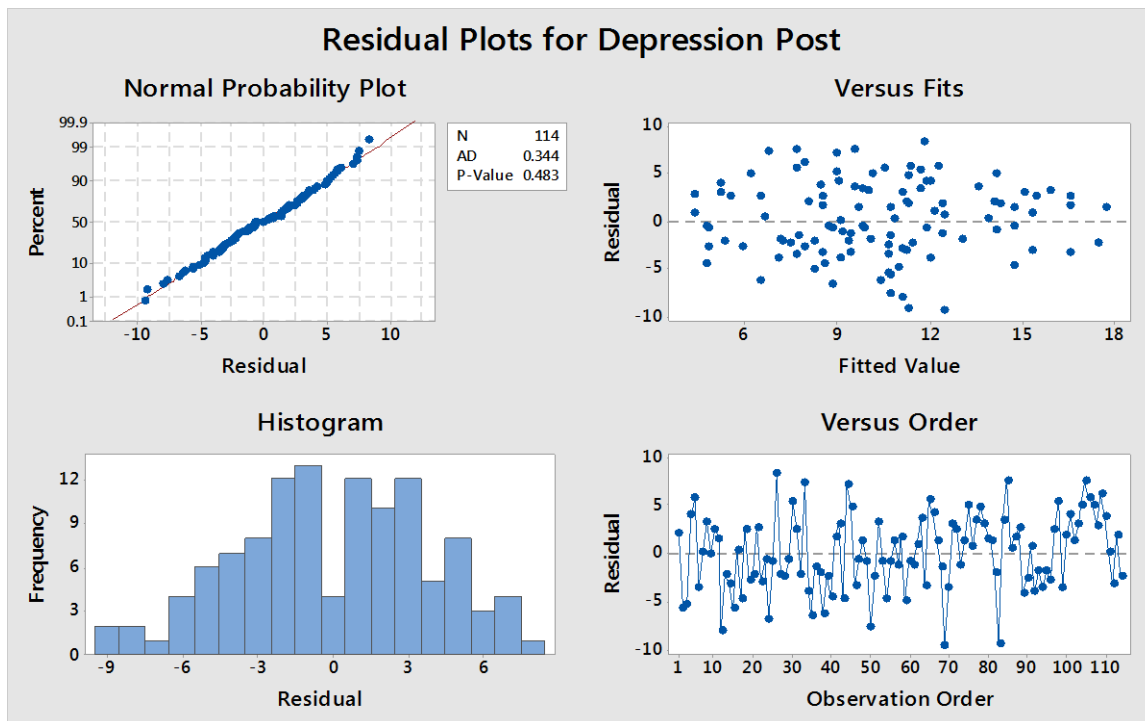 Residual Plots for Depression Post
Normal Probability Plot
99.9
99
90
50
10
1
0.1
Percent
-10 -5 0 5 10
Residual
N 114
AD 0.344
P-Value 0.483
Versus Fits
10
5
0
-5
-10
Residual
6 9 12 15 18
Fitted Value
Histogram
12
9
6
3
0
Frequency
-9 -6 -3 0 3 6
Residual
Versus Order
10
5
0
-5
-10
Residual
1 10 20 30 40 50 60 70 80 90 100 110
Observation Order